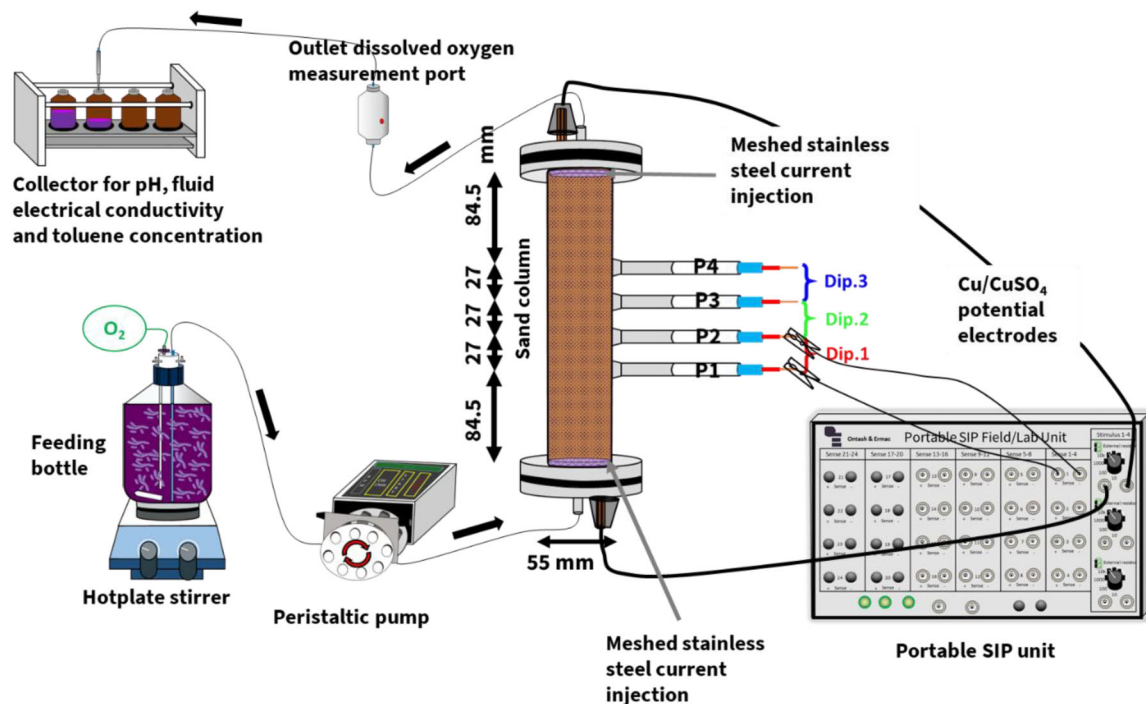 Outlet dissolved oxygen
measurement port
Collector for pH, fluid
electrical conductivity
and toluene concentration
O₂
Feeding
bottle
Hotplate stirrer
Peristaltic pump
84.5
mm
27
27
27
84.5
Sand column
55 mm
P4
P3
P2
P1
Dip.3
Dip.2
Dip.1
Meshed stainless
steel current
injection
Cu/CuSO₄
potential
electrodes
Meshed stainless
steel current
injection
Ontash & Ermac
Portable SIP Field/Lab Unit
Stimulus 1-4
Sense 21-24
Sense 17-20
Sense 13-16
Sense 9-12
Sense 5-8
Sense 1-4
Portable SIP unit